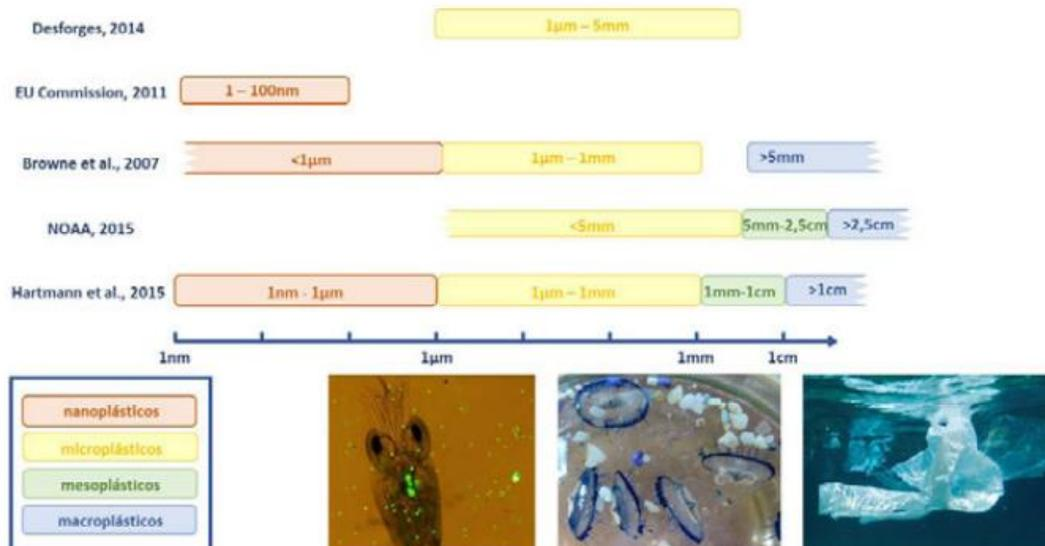 Desforges, 2014
1µm – 5mm
EU Commission, 2011
1 – 100nm
Browne et al., 2007
<1µm
1µm – 1mm
>5mm
NOAA, 2015
<5mm
5mm-2,5cm
>2,5cm
Hartmann et al., 2015
1nm - 1µm
1µm – 1mm
1mm-1cm
>1cm
1nm
1µm
1mm
1cm
nanoplásticos
microplásticos
mesoplásticos
macroplásticos